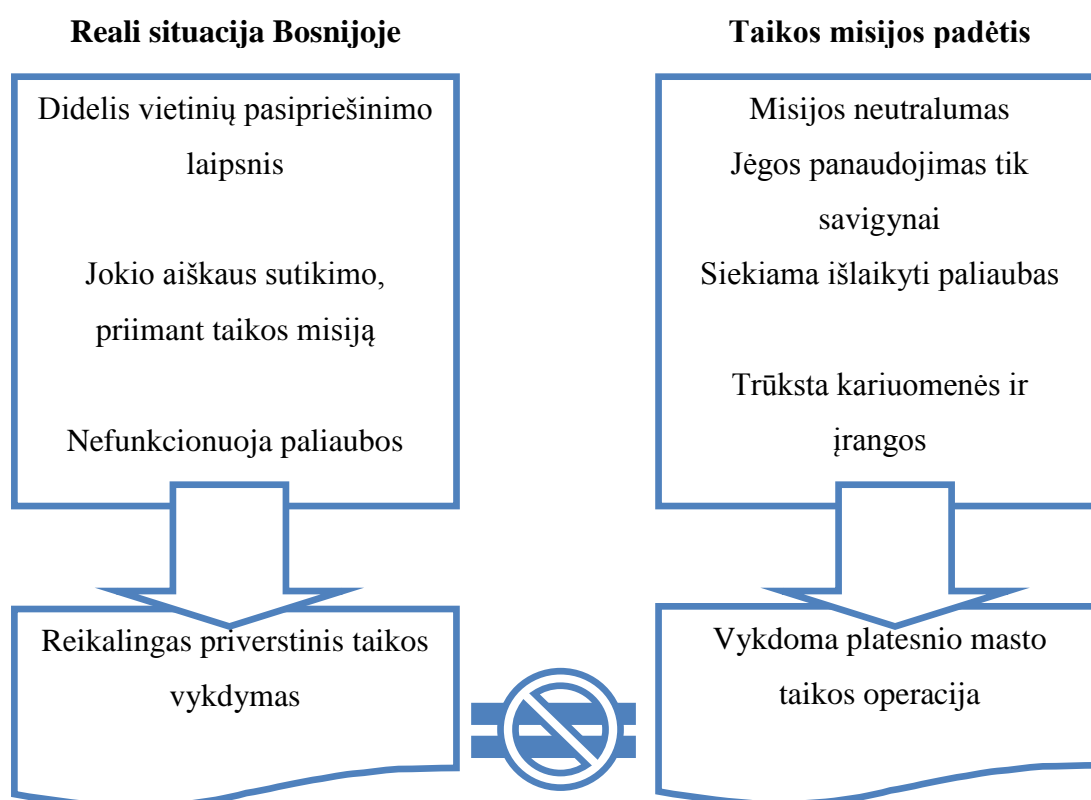 Reali situacija Bosnijoje
Didelis vietinių pasipriešinimo
laipsnis
Jokio aiškaus sutikimo,
priimant taikos misiją
Nefunkcionuoja paliaubos
Reikalingas priverstinis taikos
vykdymas
Taikos misijos padėtis
Misijos neutralumas
Jėgos panaudojimas tik
savigynai
Siekiama išlaikyti paliaubas
Trūksta kariuomenės ir
įrangos
Vykdoma platesnio masto
taikos operacija